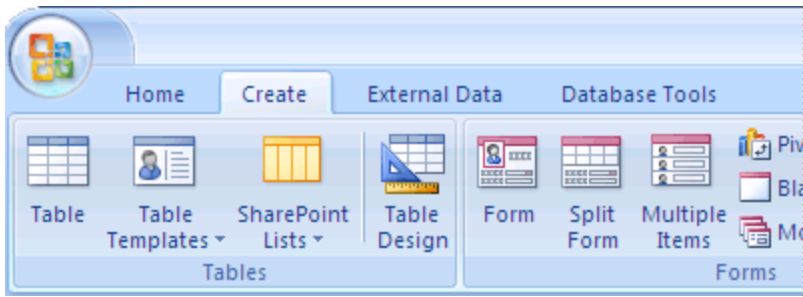 Home Create External Data Database Tools
Table Table Templates SharePoint Lists Table Design Form Split Form Multiple Items
Tables Forms